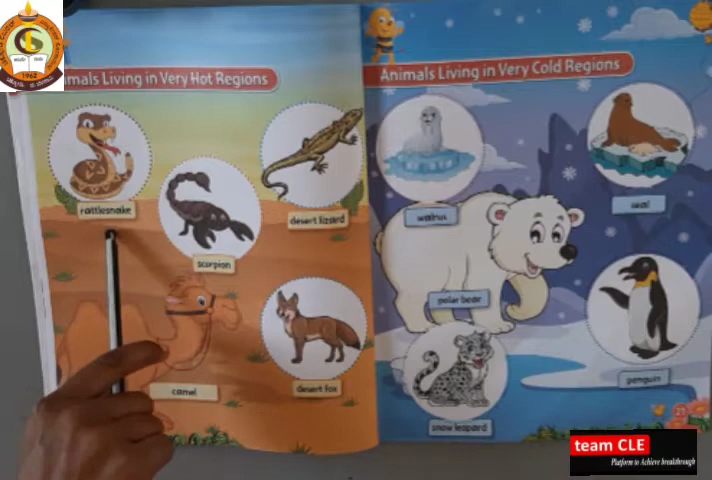 Animals Living in Very Hot Regions
rattlesnake
scorpion
desert lizard
camel
desert fox
Animals Living in Very Cold Regions
walrus
seal
polar bear
penguin
snow leopard
1962
team CLE
Platform to Achieve breakthrough